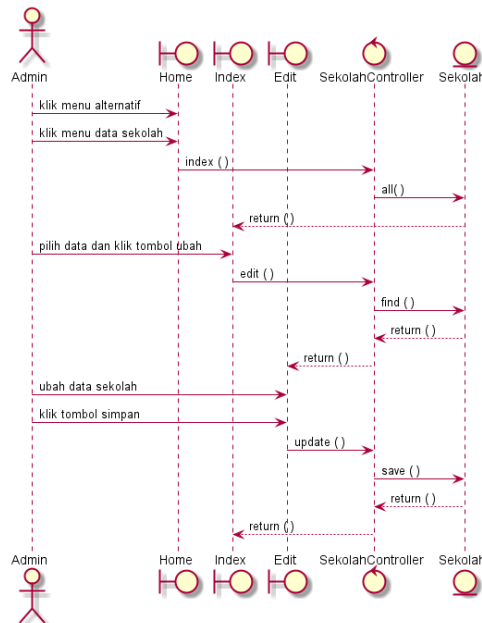 Admin Home Index Edit SekolahController Sekolah
klik menu alternatif
klik menu data sekolah
index ( )
all( )
return ( )
pilih data dan klik tombol ubah
edit ( )
find ( )
return ( )
return ( )
ubah data sekolah
klik tombol simpan
update ( )
save ( )
return ( )
return ( )
Admin Home Index Edit SekolahController Sekolah